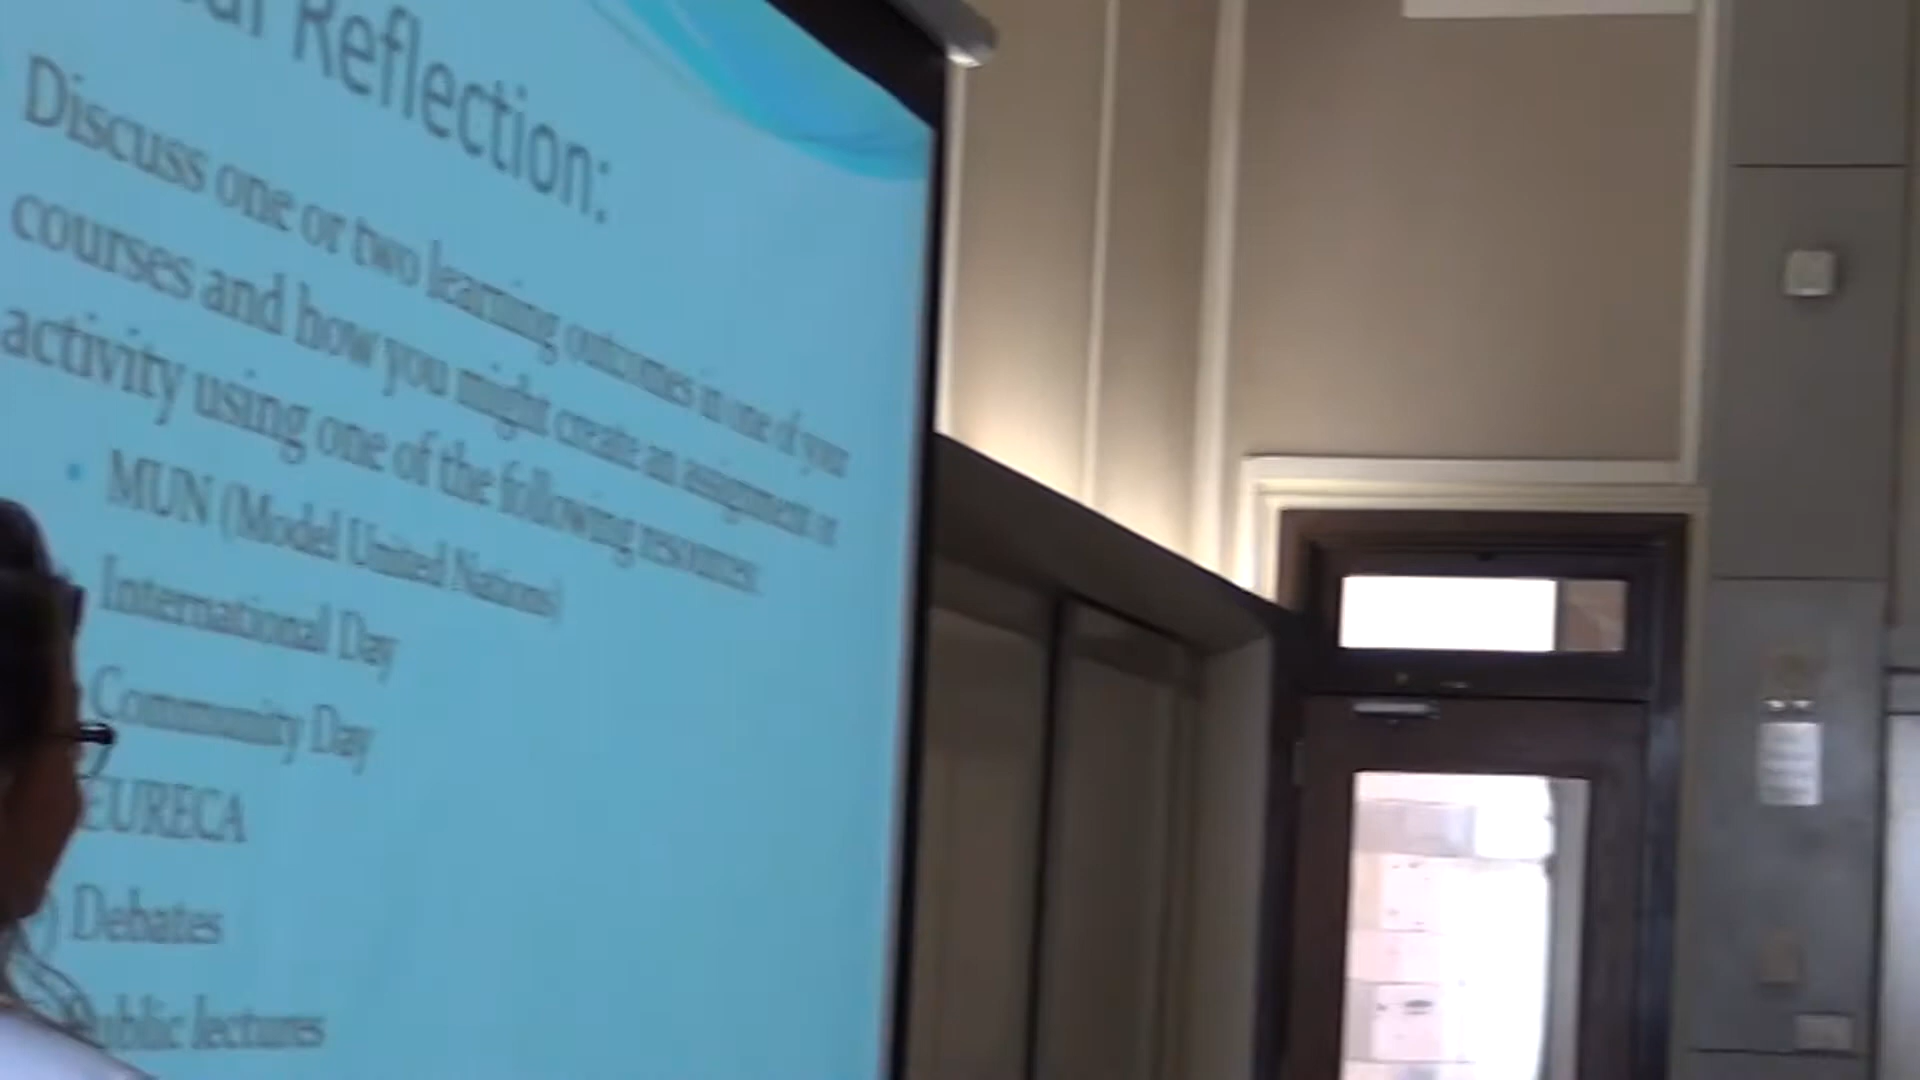 Reflection:
Discuss one or two learning outcomes in one of your
courses and how you might create an assignment or
activity using one of the following resources:
MUN (Model United Nations)
International Day
Community Day
EURECA
Debates
Public lectures